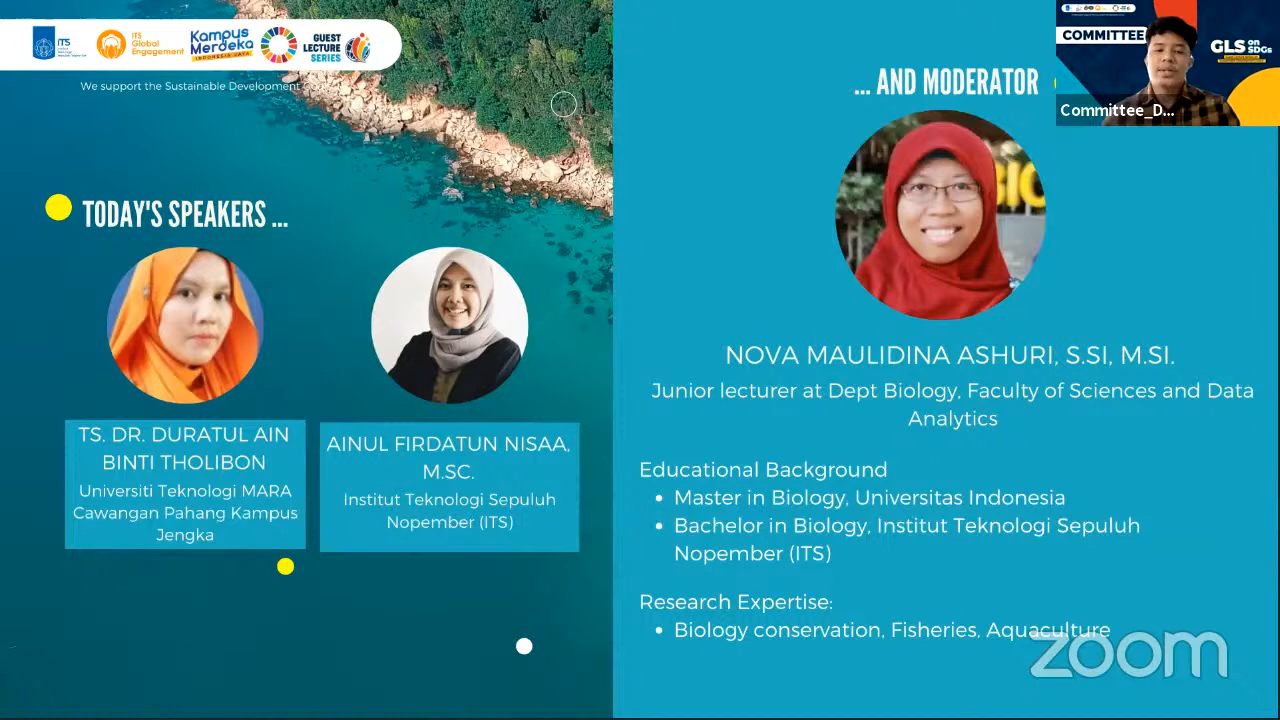 ITS
ITS
Global
Engagement
Kampus
Merdeka
INDONESIA JAYA
GUEST
LECTURE
SERIES
We support the Sustainable Development
TODAY'S SPEAKERS ...
TS. DR. DURATUL AIN
BINTI THOLIBON
Universiti Teknologi MARA
Cawangan Pahang Kampus
Jengka
AINUL FIRDATUN NISAA,
M.SC.
Institut Teknologi Sepuluh
Nopember (ITS)
... AND MODERATOR
NOVA MAULIDINA ASHURI, S.SI, M.SI.
Junior lecturer at Dept Biology, Faculty of Sciences and Data
Analytics
Educational Background
• Master in Biology, Universitas Indonesia
• Bachelor in Biology, Institut Teknologi Sepuluh
Nopember (ITS)
Research Expertise:
• Biology conservation, Fisheries, Aquaculture
COMMITTEE
GLS on
SDGs
Committee_D...
zoom